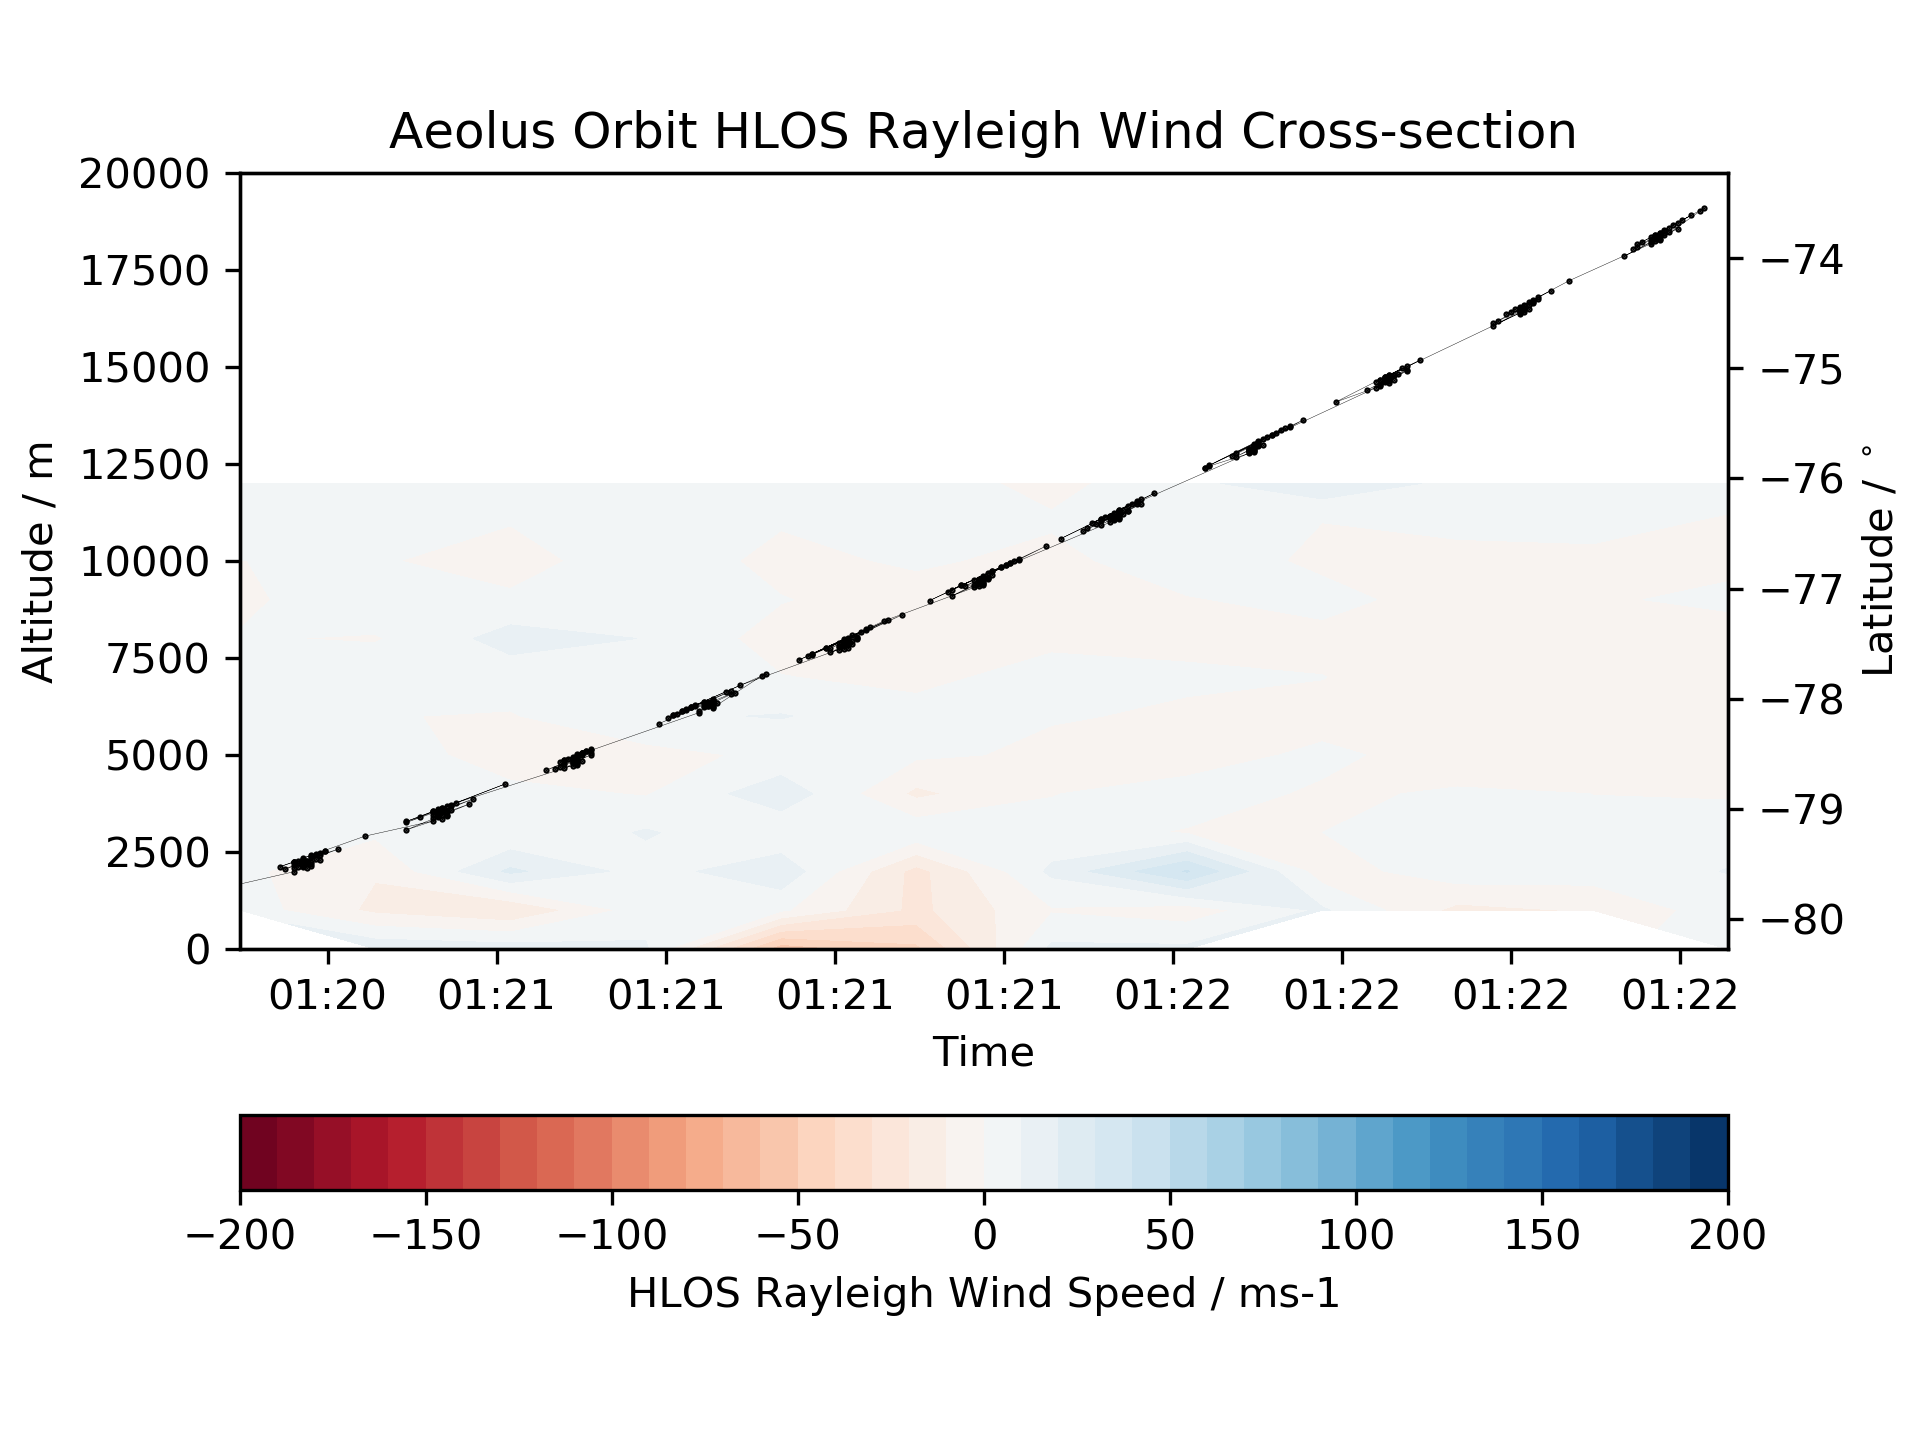 Aeolus Orbit HLOS Rayleigh Wind Cross-section
20000
17500
15000
12500
10000
7500
5000
2500
0
Altitude / m
−74
−75
−76
−77
−78
−79
−80
Latitude / °
01:20 01:21 01:21 01:21 01:21 01:22 01:22 01:22 01:22
Time
−200 −150 −100 −50 0 50 100 150 200
HLOS Rayleigh Wind Speed / ms-1